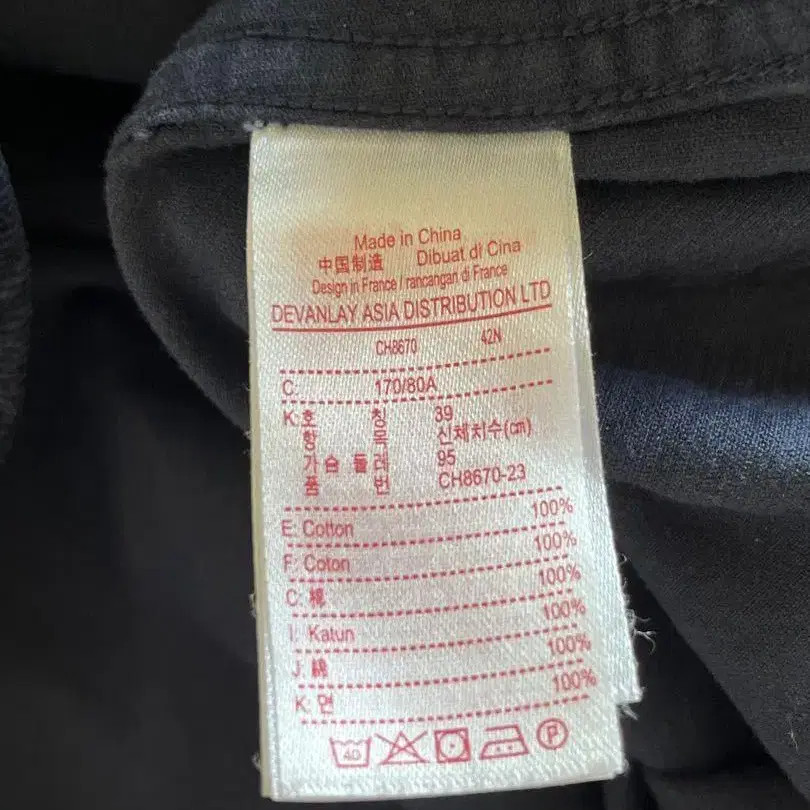 Made in China
中国制造 Dibuat di Cina
Design in France / rancangan di France
DEVANLAY ASIA DISTRIBUTION LTD
CH8670 42N
C. 170/80A
K: 호 칭 39
항 목 신체치수(cm)
가 슴 둘 레 95
품 번 CH8670-23
E: Cotton 100%
F: Coton 100%
C: 棉 100%
I: Katun 100%
J: 綿 100%
K: 면 100%
40 P